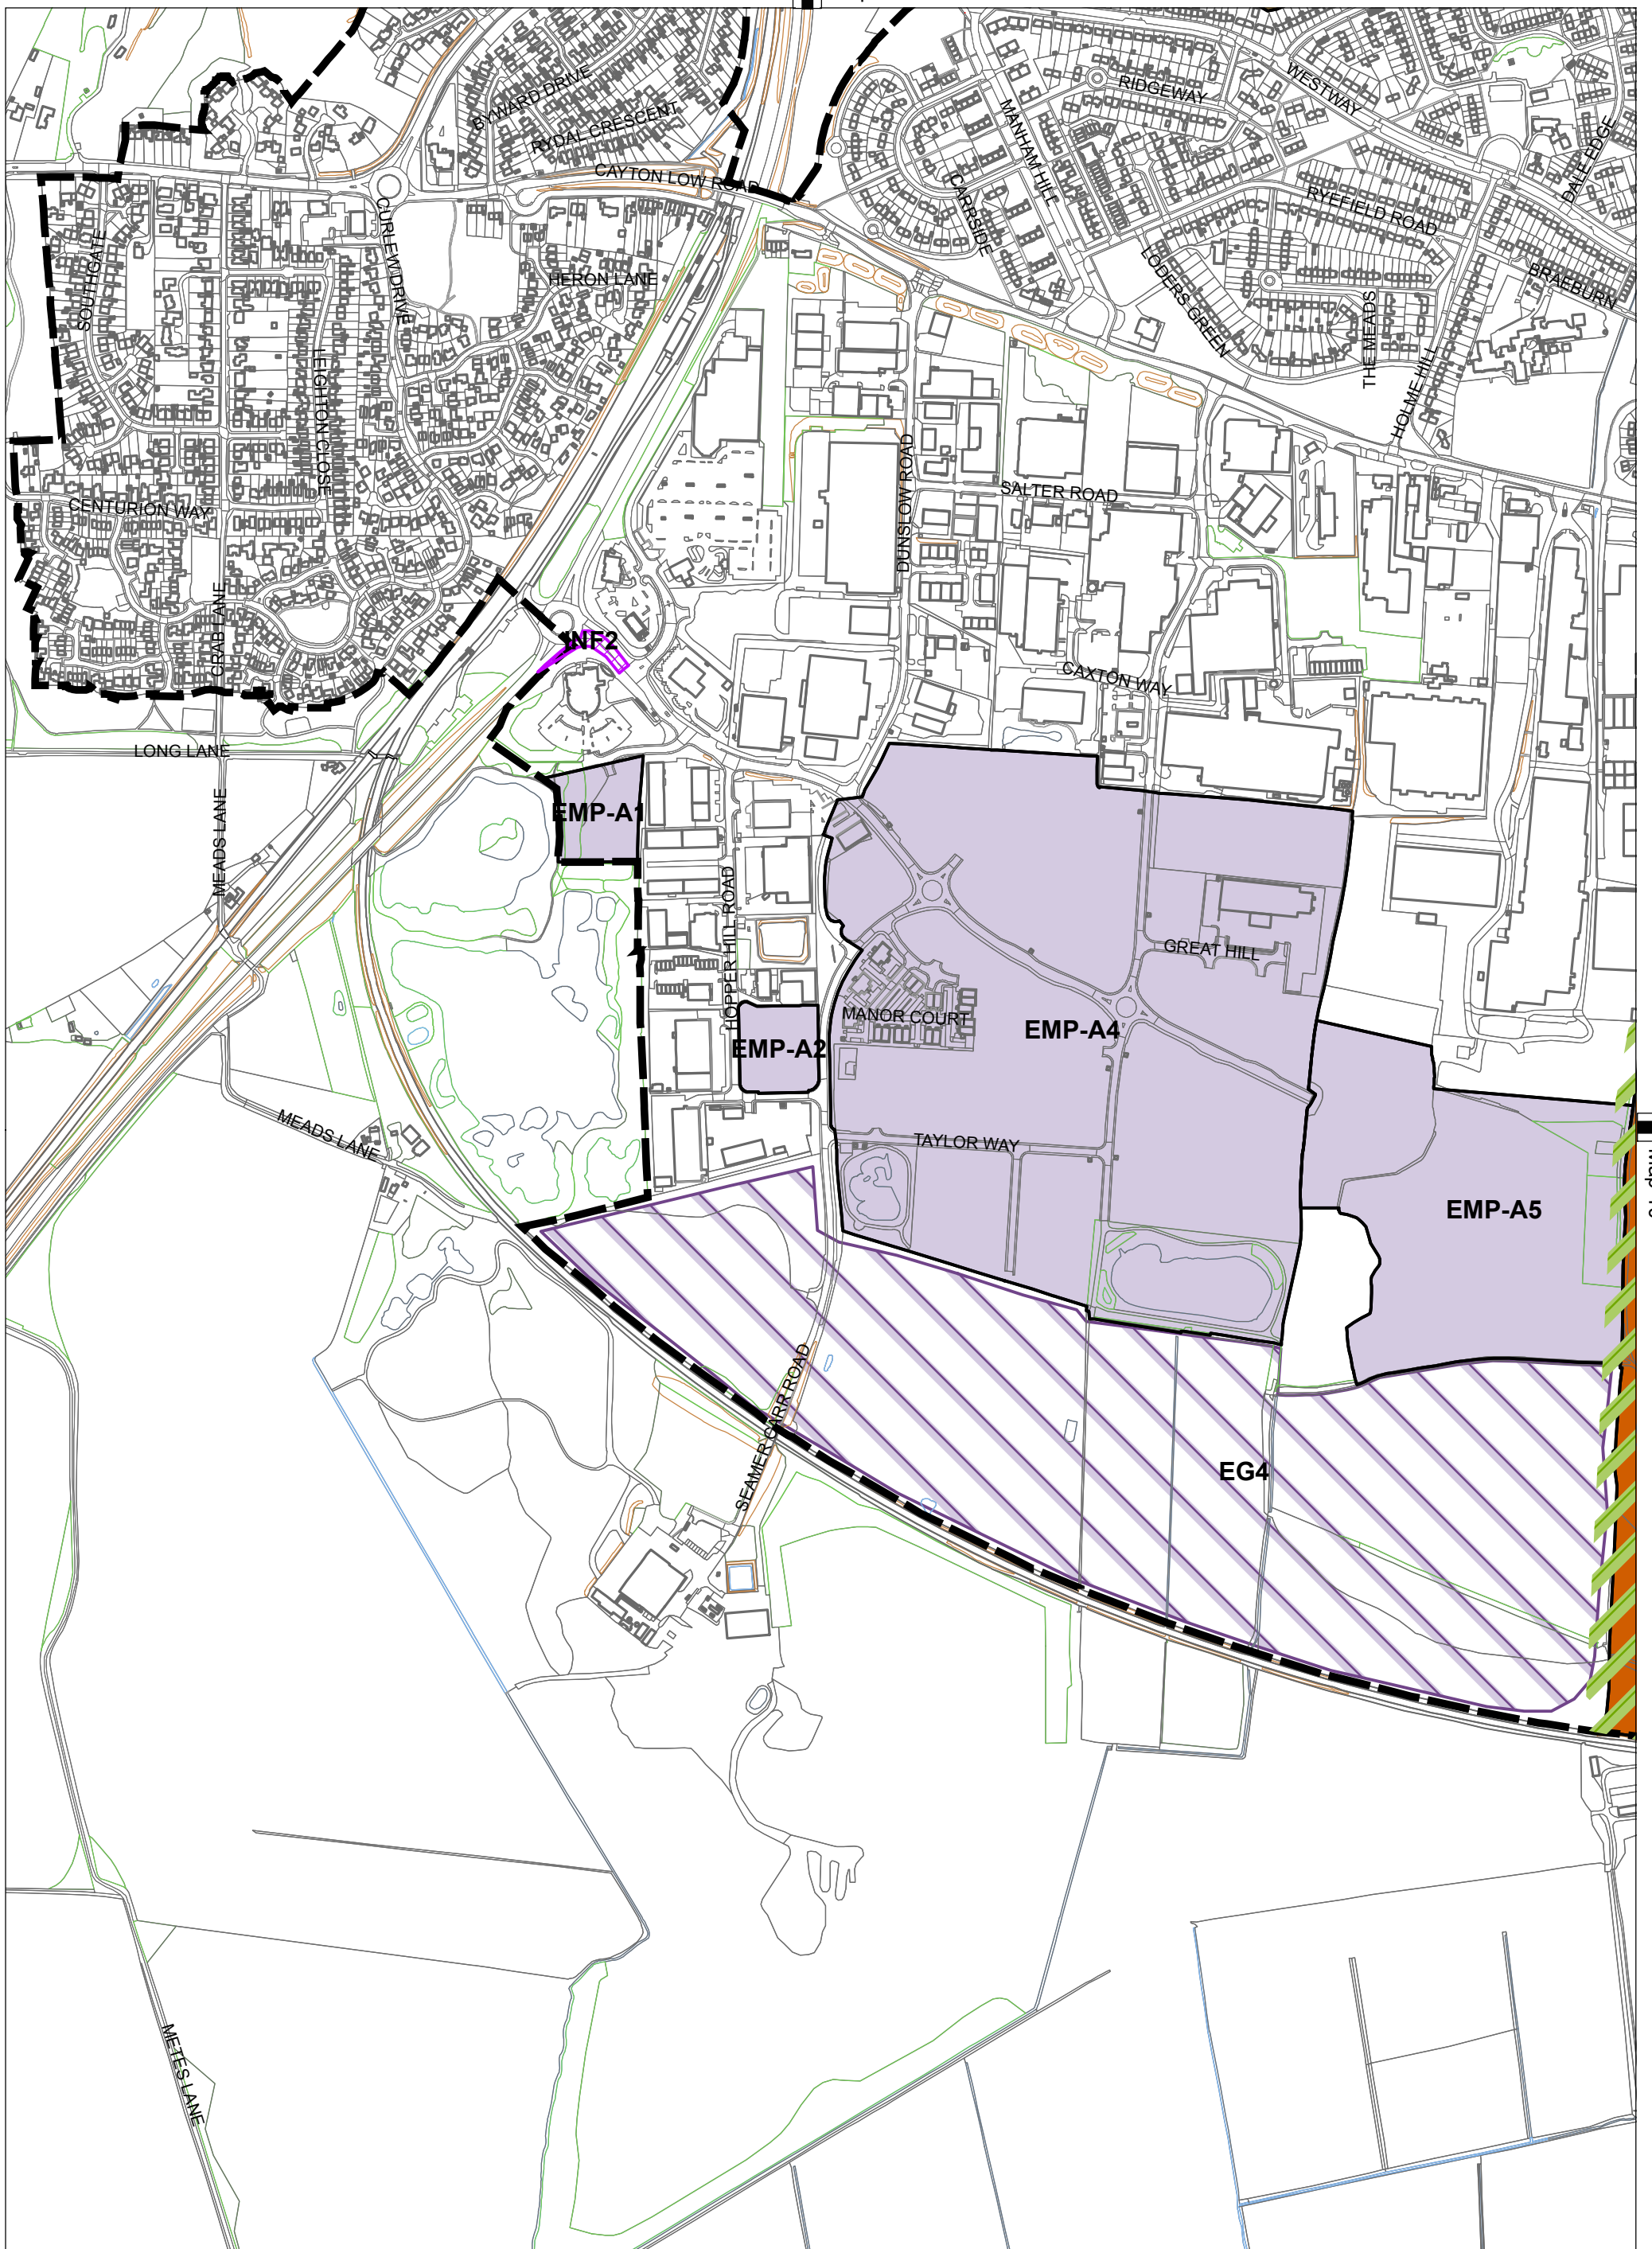 BYWARD DRIVE
RYDAL CRESCENT
CAYTON LOW ROAD
RIDGEWAY
WESTWAY
MANHAM HILL
DALE EDGE
CARRSIDE
RYEFIELD ROAD
SOUTHGATE
CURLEW DRIVE
HERON LANE
LODERS GREEN
BRAEBURN
THE MEADS
HOLME HILL
LEIGHTON CLOSE
DUNSLOW ROAD
SALTER ROAD
CENTURION WAY
CRAB LANE
INF2
CAXTON WAY
LONG LANE
MEADS LANE
EMP-A1
HOPPER HILL ROAD
GREAT HILL
MANOR COURT
EMP-A4
EMP-A2
MEADS LANE
TAYLOR WAY
EMP-A5
SEAMER CARR ROAD
EG4
METES LANE